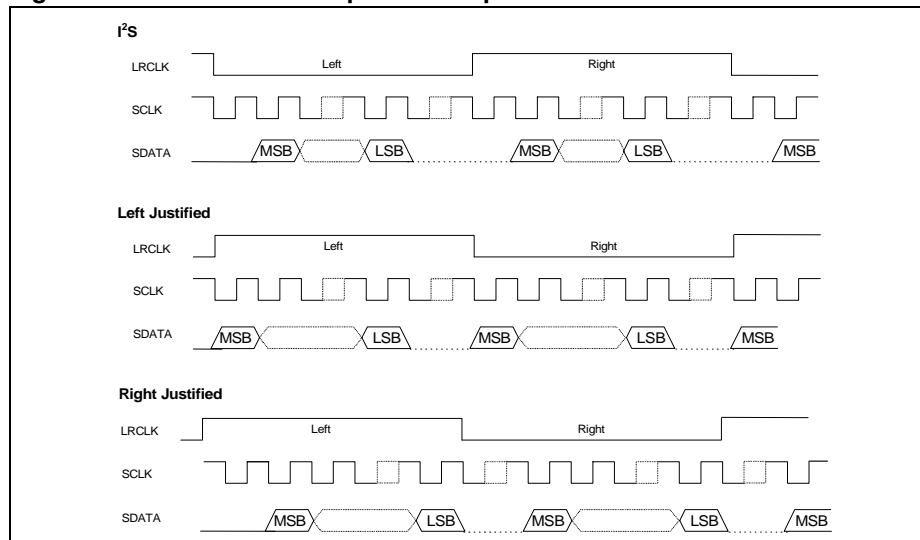 I²S
LRCLK Left Right
SCLK
SDATA MSB LSB MSB LSB MSB
Left Justified
LRCLK Left Right
SCLK
SDATA MSB LSB MSB LSB MSB
Right Justified
LRCLK Left Right
SCLK
SDATA MSB LSB MSB LSB MSB